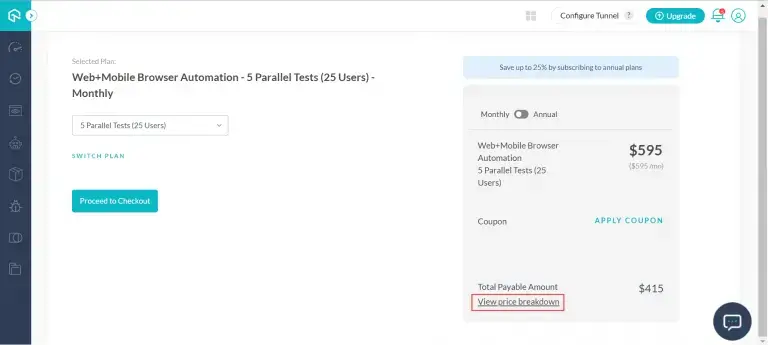 Configure Tunnel ?
Upgrade
Selected Plan:
Web+Mobile Browser Automation - 5 Parallel Tests (25 Users) -
Monthly
5 Parallel Tests (25 Users)
SWITCH PLAN
Proceed to Checkout
Save up to 25% by subscribing to annual plans
Monthly Annual
Web+Mobile Browser
Automation
5 Parallel Tests (25
Users)
$595
($595 /mo)
Coupon
APPLY COUPON
Total Payable Amount
$415
View price breakdown